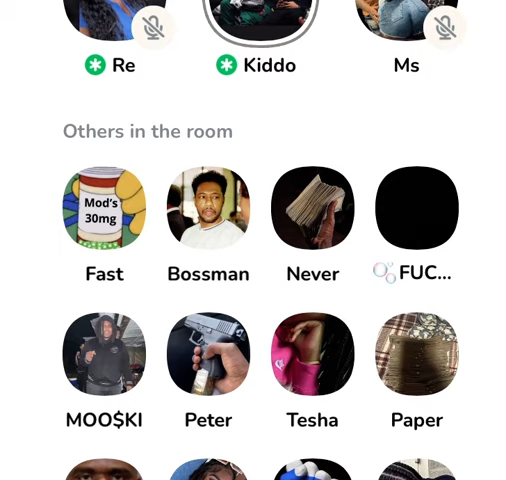 Re
Kiddo
Ms
Others in the room
Mod's
30mg
Fast
Bossman
Never
🫧FUC...
MOO$KI
Peter
Tesha
Paper